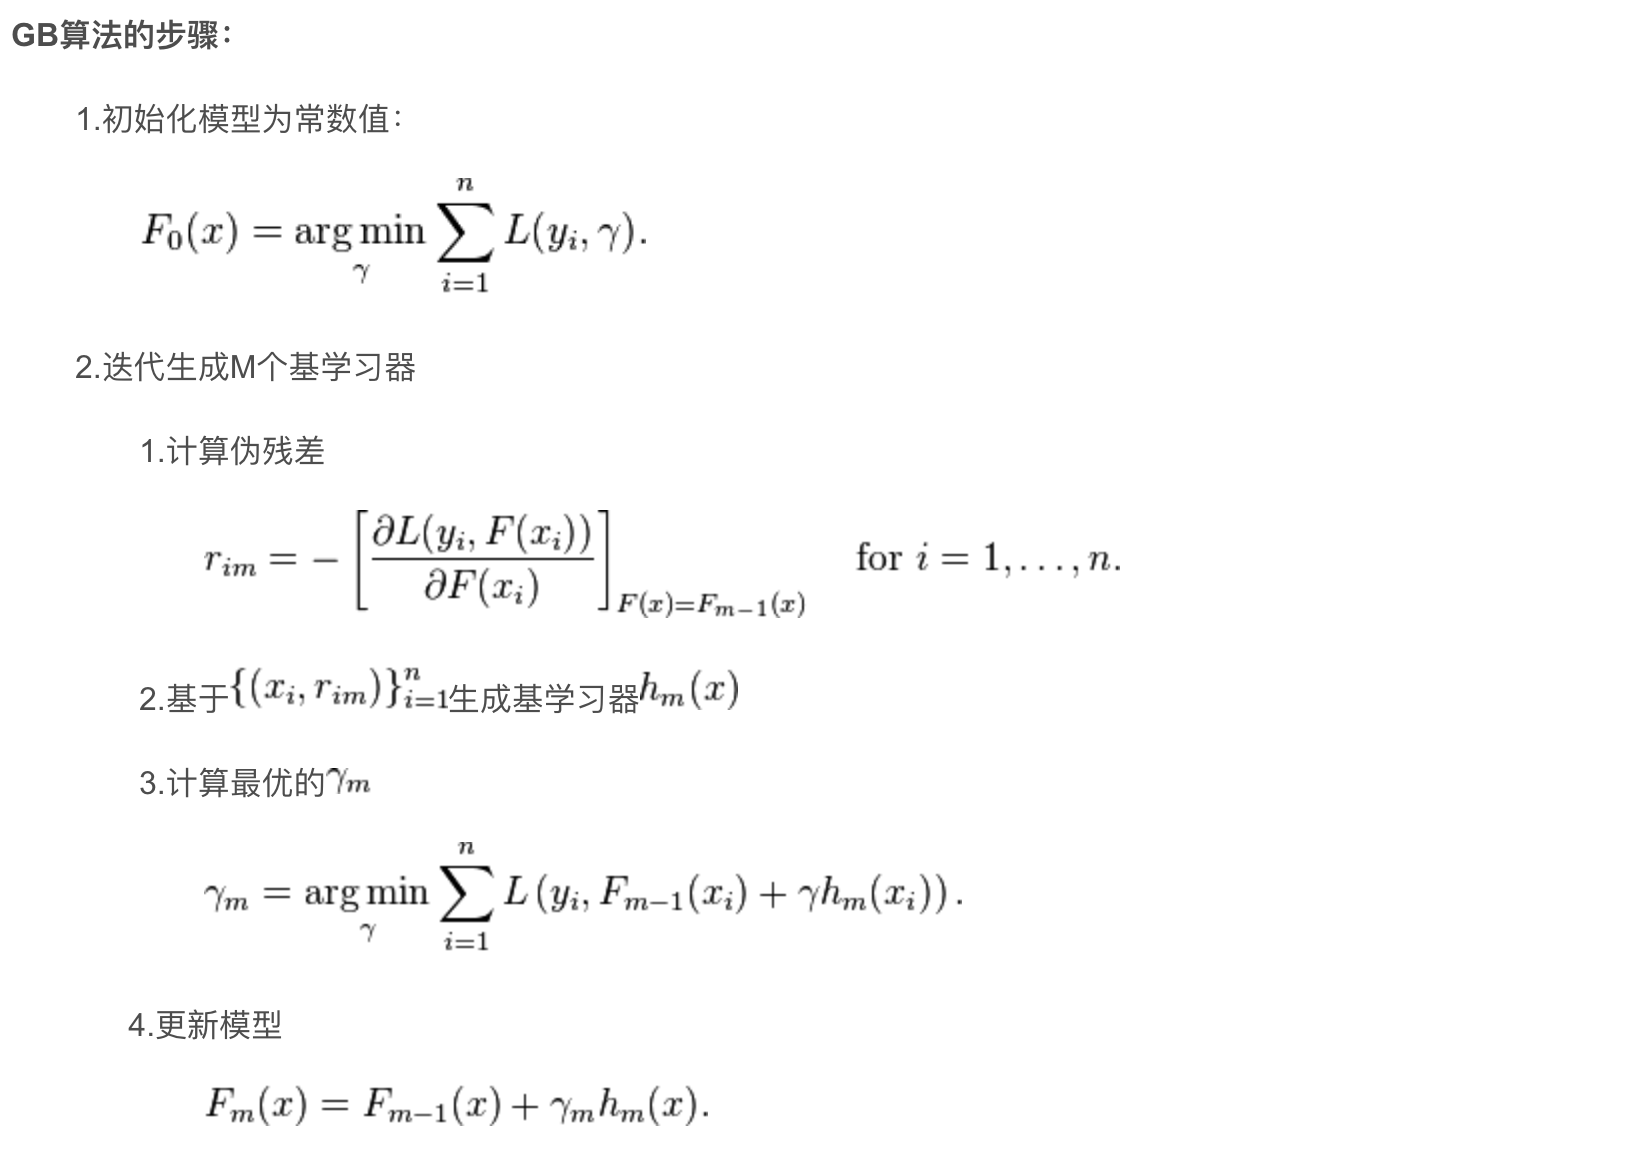 GB算法的步骤：
1.初始化模型为常数值：
$F_0(x) = \underset{\gamma}{\arg\min} \sum_{i=1}^{n} L(y_i, \gamma).$
2.迭代生成M个基学习器
1.计算伪残差
$r_{im} = - \left[ \frac{\partial L(y_i, F(x_i))}{\partial F(x_i)} \right]_{F(x)=F_{m-1}(x)} \quad \text{for } i = 1, \ldots, n.$
2.基于$\{(x_i, r_{im})\}_{i=1}^{n}$生成基学习器$h_m(x)$
3.计算最优的$\gamma_m$
$\gamma_m = \underset{\gamma}{\arg\min} \sum_{i=1}^{n} L\left(y_i, F_{m-1}(x_i) + \gamma h_m(x_i)\right).$
4.更新模型
$F_m(x) = F_{m-1}(x) + \gamma_m h_m(x).$